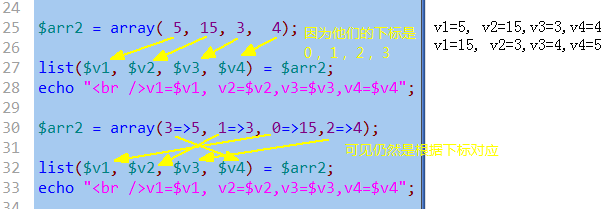 24
25 $arr2 = array( 5, 15, 3, 4); 因为他们的下标是
26 0,1,2,3
27 list($v1, $v2, $v3, $v4) = $arr2;
28 echo "<br />v1=$v1, v2=$v2,v3=$v3,v4=$v4";
29
30 $arr2 = array(3=>5, 1=>3, 0=>15,2=>4);
31 可见仍然是根据下标对应
32 list($v1, $v2, $v3, $v4) = $arr2;
33 echo "<br />v1=$v1, v2=$v2,v3=$v3,v4=$v4";
34
v1=5, v2=15,v3=3,v4=4
v1=15, v2=3,v3=4,v4=5